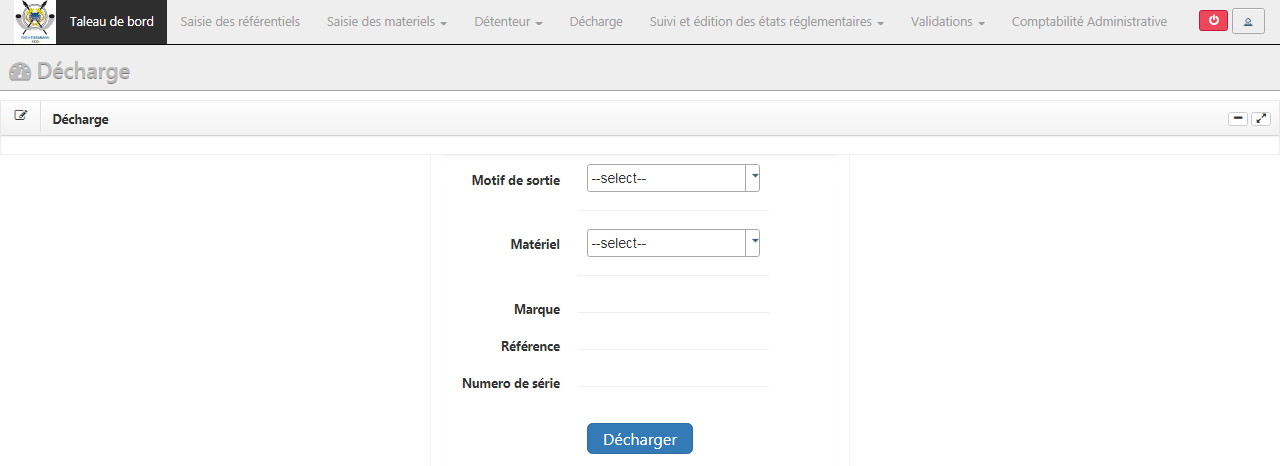 Taleau de bord Saisie des référentiels Saisie des materiels Détenteur Décharge Suivi et édition des états réglementaires Validations Comptabilité Administrative
Décharge
Décharge
Motif de sortie --select--
Matériel --select--
Marque
Référence
Numero de série
Décharger